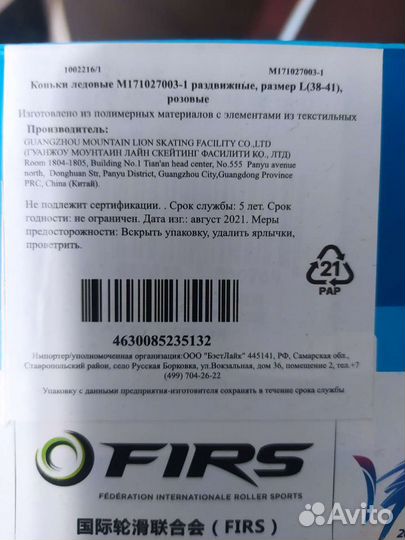 1002216/1 M171027003-1
Коньки ледовые M171027003-1 раздвижные, размер L(38-41),
розовые
Изготовлено из полимерных материалов с элементами из текстильных
Производитель:
GUANGZHOU MOUNTAIN LION SKATING FACILITY CO.,LTD
(ГУАНЖОУ МОУНТАИН ЛАЙН СКЕЙТИНГ ФАСИЛИТИ КО., ЛТД)
Room 1804-1805, Building No.1 Tian'an head center, No.555 Panyu avenue
north, Donghuan Str, Panyu District, Guangzhou City,Guangdong Province
PRC, China (Китай).
Не подлежит сертификации. . Срок службы: 5 лет. Срок
годности: не ограничен. Дата изг.: август 2021. Меры
предосторожности: Вскрыть упаковку, удалить ярлычки,
проветрить.
21
PAP
4630085235132
Импортер/уполномоченная организация:ООО "БэстЛайк" 445141, РФ, Самарская обл.,
Ставропольский район, село Русская Борковка, ул.Вокзальная, дом 36, помещение 2, тел.+7
(499) 704-26-22
Упаковку с данными предприятия-изготовителя сохранять в течение срока службы
FIRS
FÉDÉRATION INTERNATIONALE ROLLER SPORTS
国际轮滑联合会（FIRS）
Avito